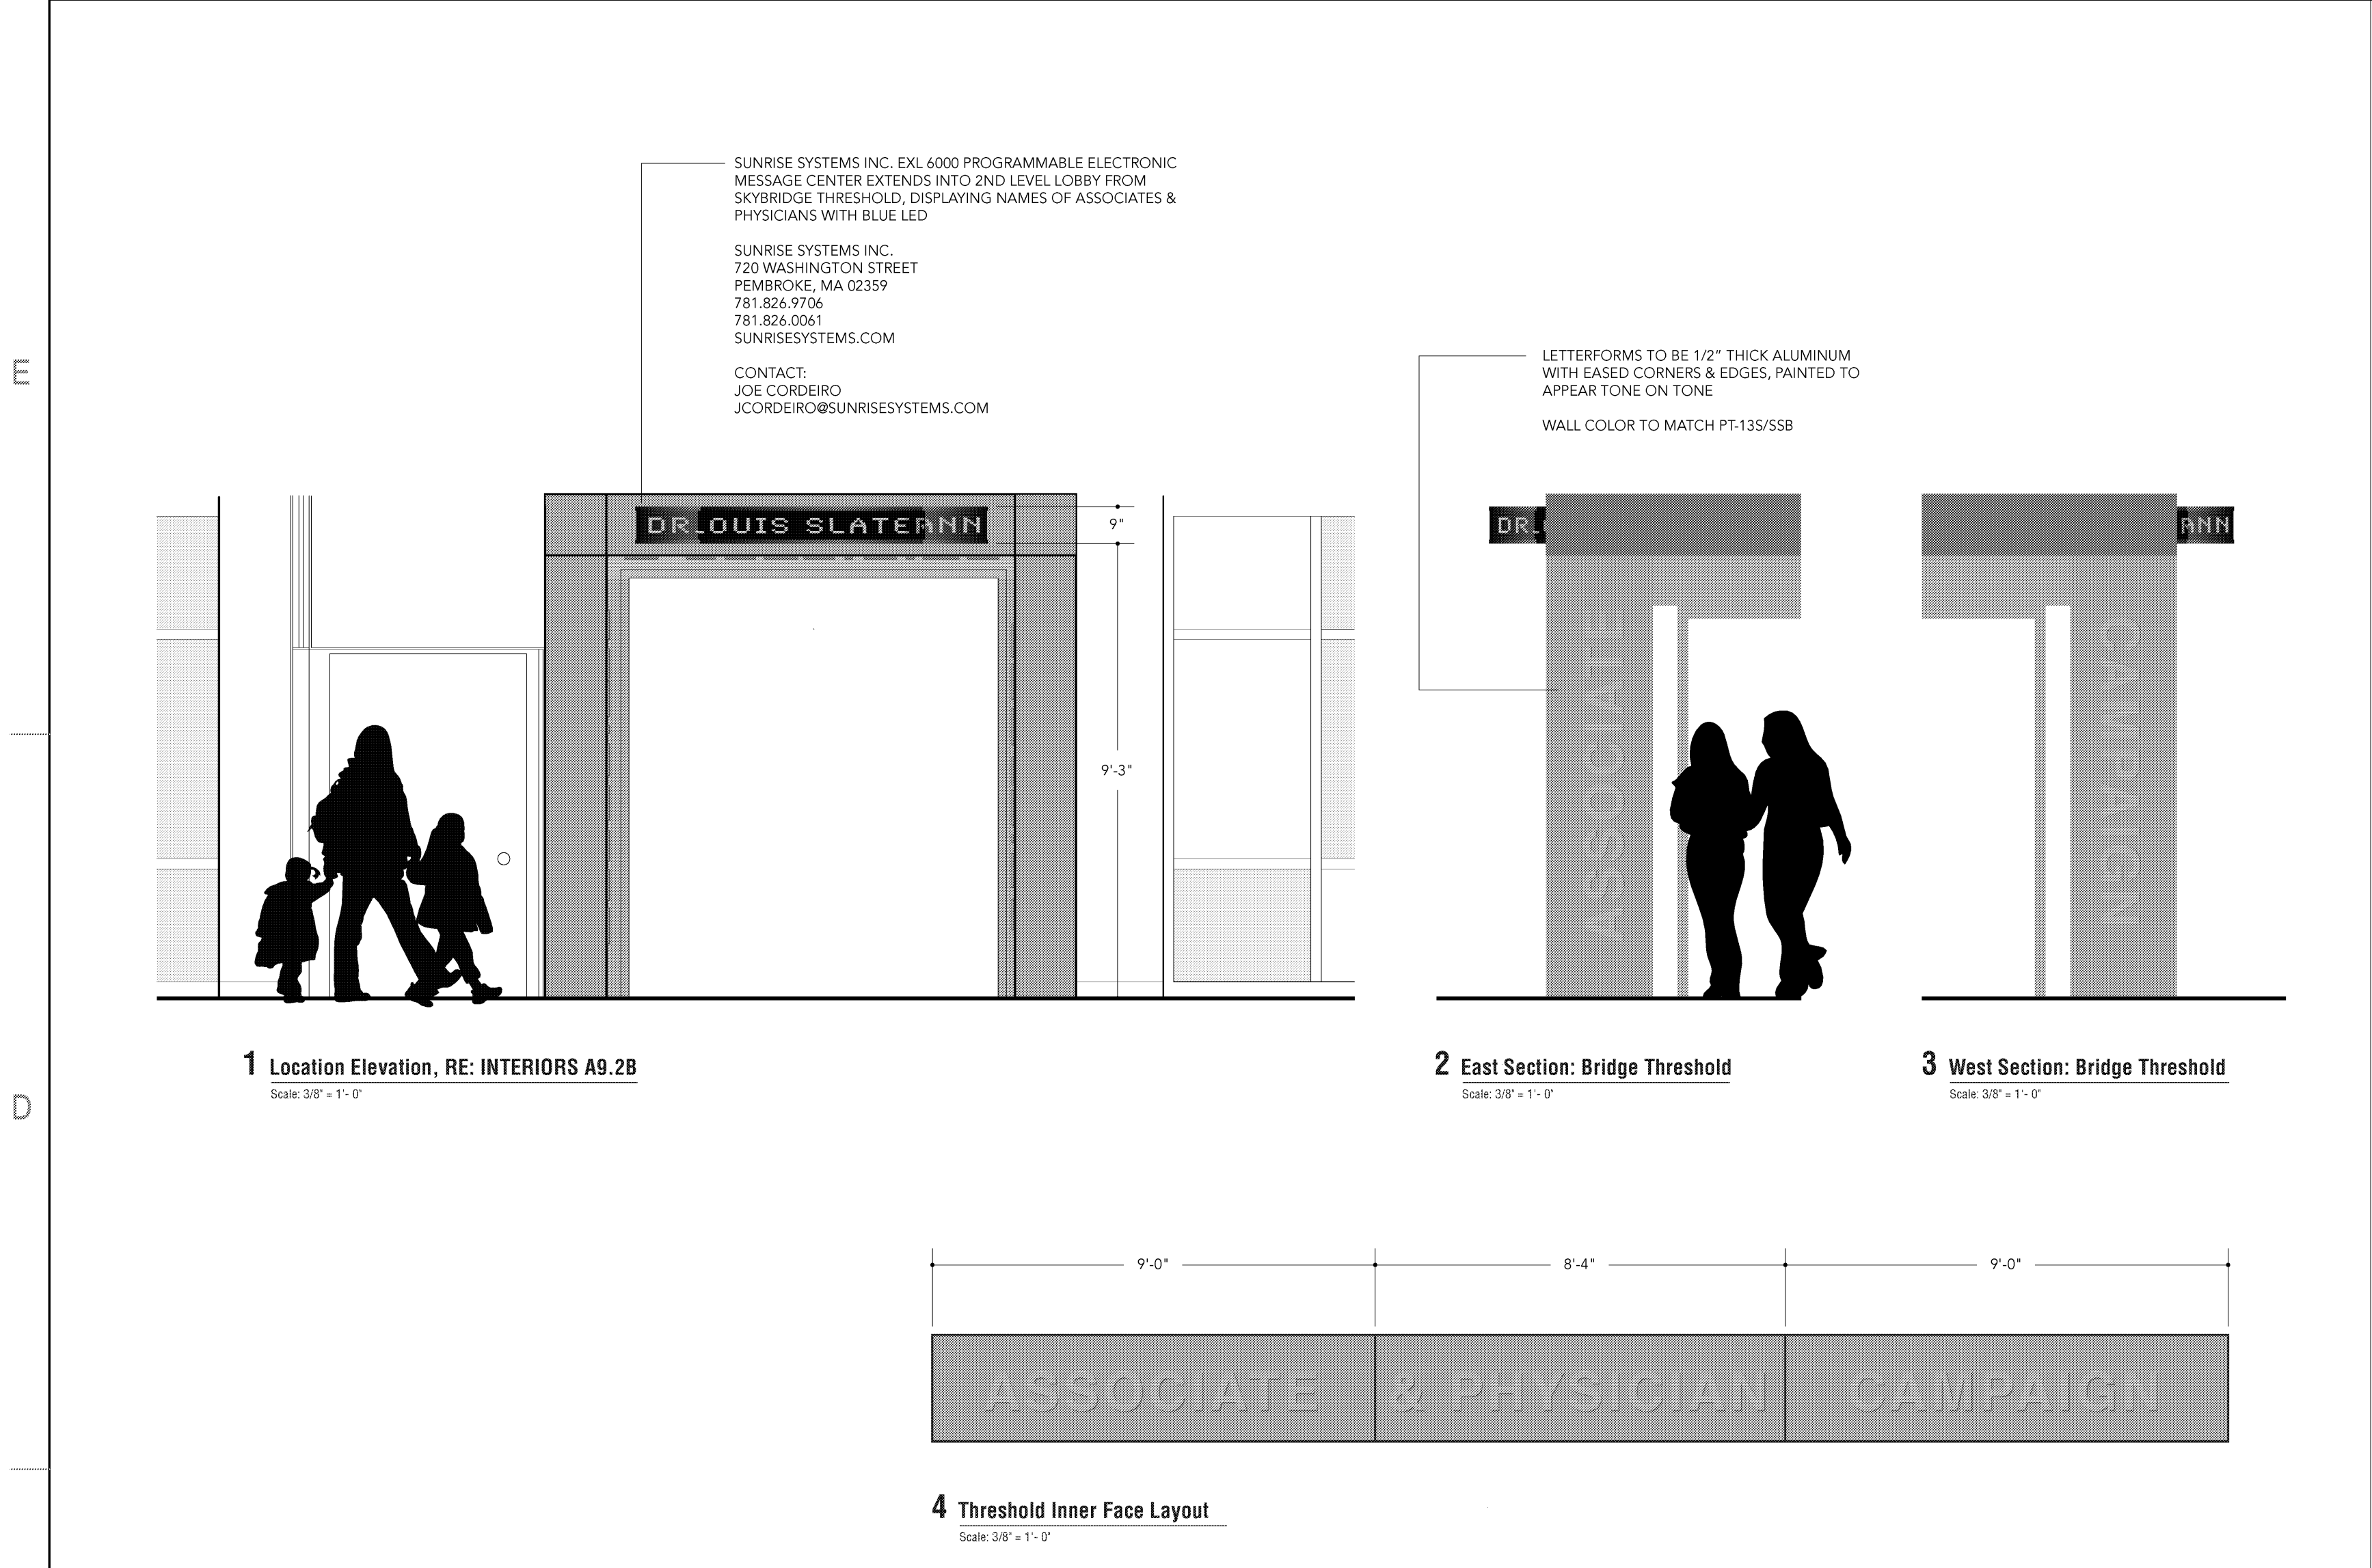 SUNRISE SYSTEMS INC. EXL 6000 PROGRAMMABLE ELECTRONIC
MESSAGE CENTER EXTENDS INTO 2ND LEVEL LOBBY FROM
SKYBRIDGE THRESHOLD, DISPLAYING NAMES OF ASSOCIATES &
PHYSICIANS WITH BLUE LED
SUNRISE SYSTEMS INC.
720 WASHINGTON STREET
PEMBROKE, MA 02359
781.826.9706
781.826.0061
SUNRISESYSTEMS.COM
CONTACT:
JOE CORDEIRO
JCORDEIRO@SUNRISESYSTEMS.COM
LETTERFORMS TO BE 1/2” THICK ALUMINUM
WITH EASED CORNERS & EDGES, PAINTED TO
APPEAR TONE ON TONE
WALL COLOR TO MATCH PT-13S/SSB
E
DR.LOUIS SLATERANN
9"
9'-3"
DR.L
ASSOCIATE
ANN
CAMPAIGN
1 Location Elevation, RE: INTERIORS A9.2B
Scale: 3/8" = 1'- 0"
2 East Section: Bridge Threshold
Scale: 3/8" = 1'- 0"
3 West Section: Bridge Threshold
Scale: 3/8" = 1'- 0"
D
9'-0"
8'-4"
9'-0"
ASSOCIATE
& PHYSICIAN
CAMPAIGN
4 Threshold Inner Face Layout
Scale: 3/8" = 1'- 0"